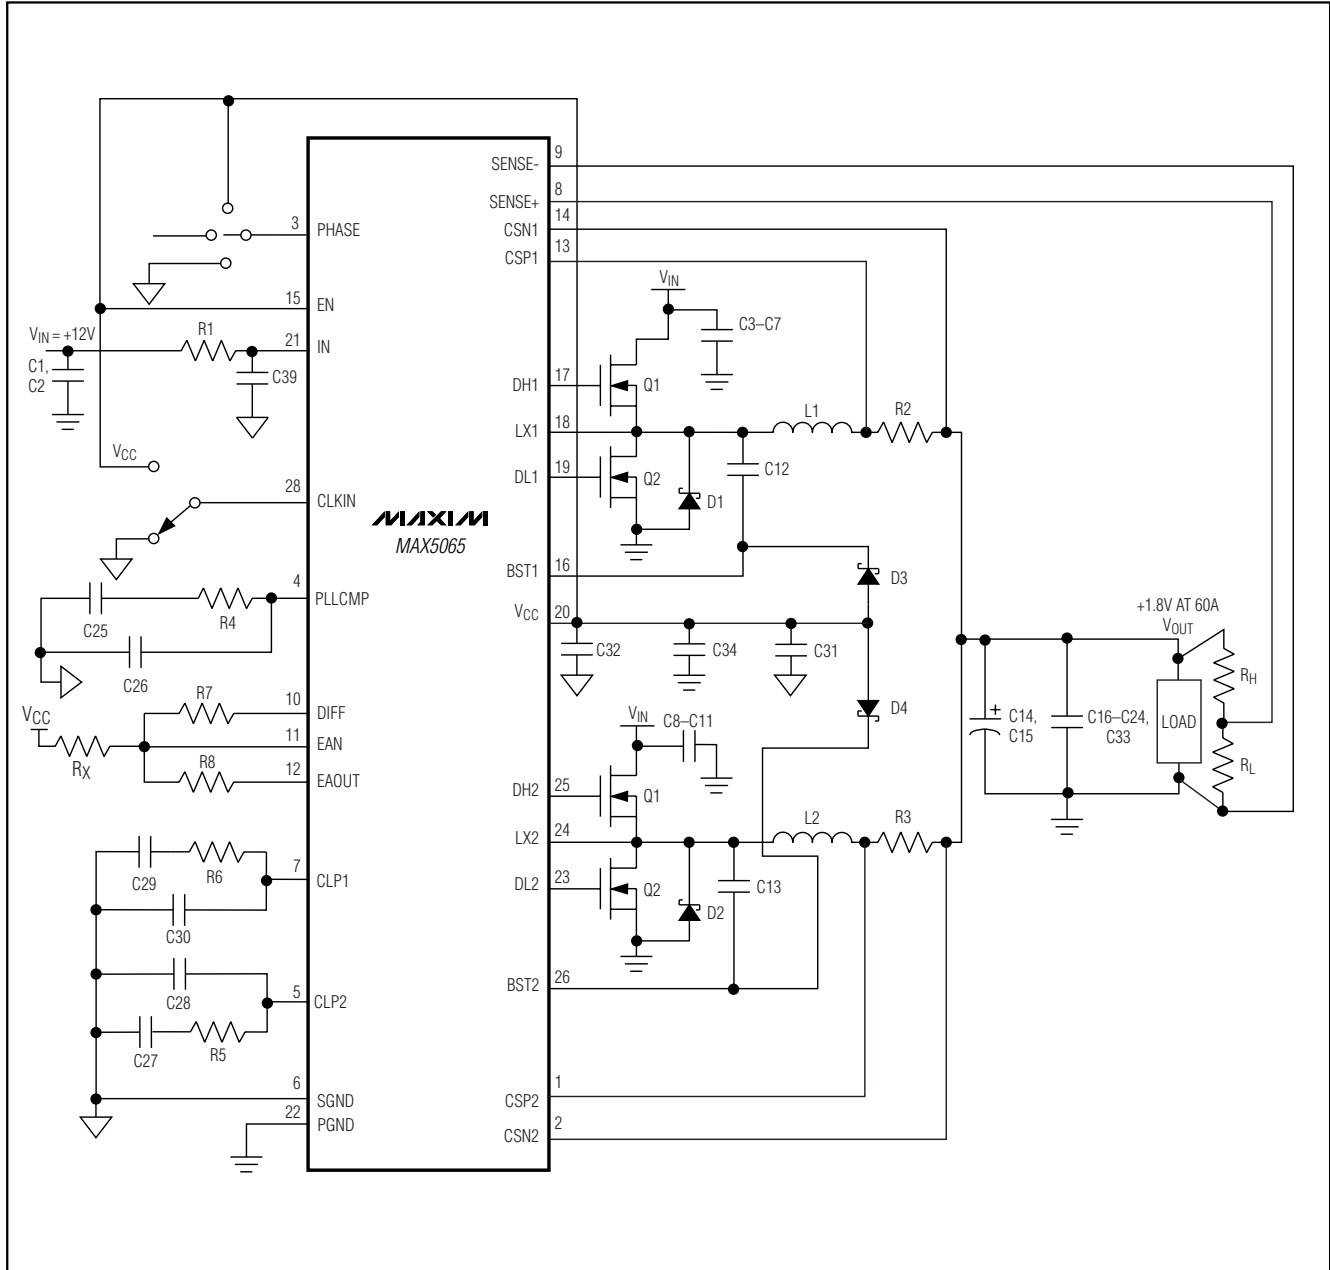 9
SENSE-
8
SENSE+
14
CSN1
13
CSP1
3
PHASE
15
EN
VIN = +12V
R1
21
IN
C1,
C2
C39
VIN
C3–C7
DH1
17
Q1
LX1
18
L1
R2
DL1
19
Q2
D1
C12
VCC
28
CLKIN
MAXIM
MAX5065
BST1
16
D3
4
PLLCMP
C25
R4
C26
VCC
20
C32
C34
C31
+1.8V AT 60A
VOUT
RH
R7
10
DIFF
VCC
RX
11
EAN
R8
12
EAOUT
VIN
C8–C11
D4
C14,
C15
C16–C24,
C33
LOAD
RL
DH2
25
Q1
LX2
24
L2
R3
DL2
23
Q2
D2
C13
7
CLP1
C29
R6
C30
C28
5
CLP2
C27
R5
BST2
26
6
SGND
22
PGND
1
CSP2
2
CSN2